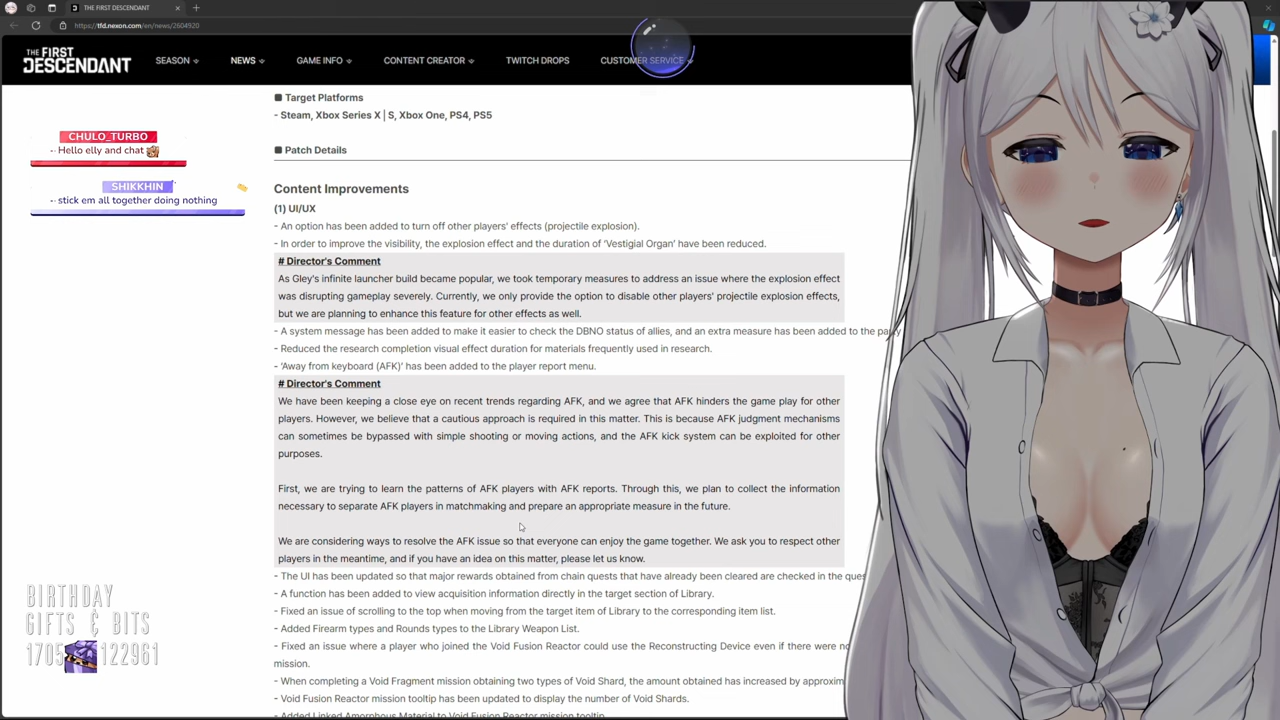 THE FIRST DESCENDANT
https://tfd.nexon.com/en/news/2504920
THE FIRST DESCENDANT
SEASON
NEWS
GAME INFO
CONTENT CREATOR
TWITCH DROPS
CUSTOMER SERVICE
■ Target Platforms
- Steam, Xbox Series X | S, Xbox One, PS4, PS5
CHULO_TURBO
Hello elly and chat
■ Patch Details
SHIKKHIN
stick em all together doing nothing
Content Improvements
(1) UI/UX
- An option has been added to turn off other players' effects (projectile explosion).
- In order to improve the visibility, the explosion effect and the duration of 'Vestigial Organ' have been reduced.
# Director's Comment
As Gley's infinite launcher build became popular, we took temporary measures to address an issue where the explosion effect
was disrupting gameplay severely. Currently, we only provide the option to disable other players' projectile explosion effects,
but we are planning to enhance this feature for other effects as well.
- A system message has been added to make it easier to check the DBNO status of allies, and an extra measure has been added to the party
- Reduced the research completion visual effect duration for materials frequently used in research.
- 'Away from keyboard (AFK)' has been added to the player report menu.
# Director's Comment
We have been keeping a close eye on recent trends regarding AFK, and we agree that AFK hinders the game play for other
players. However, we believe that a cautious approach is required in this matter. This is because AFK judgment mechanisms
can sometimes be bypassed with simple shooting or moving actions, and the AFK kick system can be exploited for other
purposes.
First, we are trying to learn the patterns of AFK players with AFK reports. Through this, we plan to collect the information
necessary to separate AFK players in matchmaking and prepare an appropriate measure in the future.
We are considering ways to resolve the AFK issue so that everyone can enjoy the game together. We ask you to respect other
players in the meantime, and if you have an idea on this matter, please let us know.
- The UI has been updated so that major rewards obtained from chain quests that have already been cleared are checked in the
- A function has been added to view acquisition information directly in the target section of Library.
- Fixed an issue of scrolling to the top when moving from the target item of Library to the corresponding item list.
- Added Firearm types and Rounds types to the Library Weapon List.
- Fixed an issue where a player who joined the Void Fusion Reactor could use the Reconstructing Device even if there were
mission.
- When completing a Void Fragment mission obtaining two types of Void Shard, the amount obtained has increased by
- Void Fusion Reactor mission tooltip has been updated to display the number of Void Shards.
- Added Linked Amorphous Material to Void Fusion Reactor mission tooltip.
BIRTHDAY
GIFTS & BITS
1705 122961